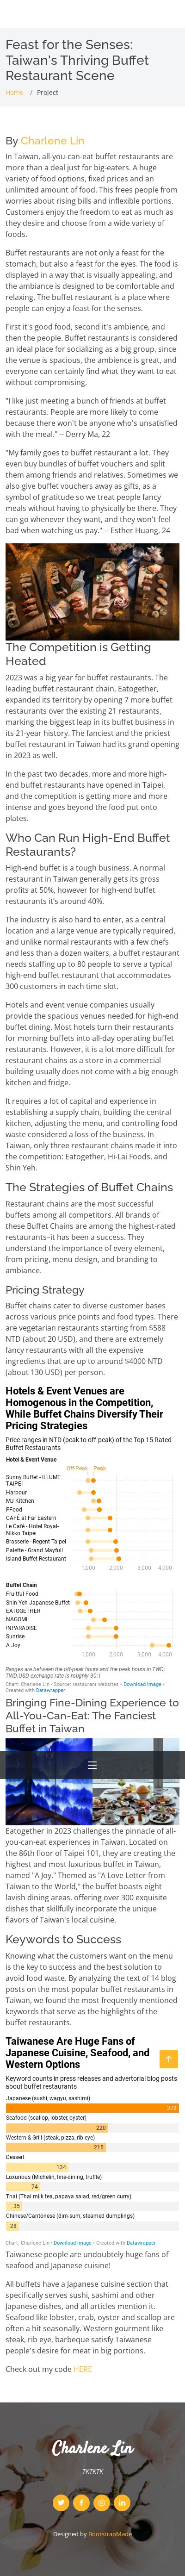 Feast for the Senses:
Taiwan's Thriving Buffet
Restaurant Scene
Home / Project
By Charlene Lin
In Taiwan, all-you-can-eat buffet restaurants are
more than a deal just for big-eaters. A huge
variety of food options, fixed prices and an
unlimited amount of food. This frees people from
worries about rising bills and inflexible portions.
Customers enjoy the freedom to eat as much as
they desire and choose from a wide variety of
foods.
Buffet restaurants are not only a feast for the
stomach, but also a feast for the eyes. The food is
displayed in a way that is visually appealing, and
the ambiance is designed to be comfortable and
relaxing. The buffet restaurant is a place where
people can enjoy a feast for the senses.
First it's good food, second it's ambience, and
then the people. Buffet restaurants is considered
an ideal place for socializing as a big group, since
everyone is almost certainly find what they want
to eat without compromising or worrying about
dietary restrictions.
"I like just meeting a bunch of friends at buffet
restaurants. People are more likely to come
because there won't be anyone who's unsatisfied
with the meal." -- Derry Ma, 22
"My family goes to buffet restaurant a lot. They
even buy bundles of buffet vouchers and split
them among friends and relatives. Sometimes we
also give buffet vouchers away as gifts, as a
symbol of gratitude so we treat people fancy
meals without having to physically be there. They
can go whenever they want, and they won't feel
bad when watching us pay." -- Esther Huang, 24
The Competition is Getting
Heated
2023 was a big year for buffet restaurants. The
leading buffet restaurant chain, Eatogether,
expanded its territory by opening 7 more buffet
restaurants over the existing 21 restaurants,
marking the biggest leap in its buffet business in
its 21-year history. The fanciest and the priciest
buffet restaurant in Taiwan had its grand opening
in 2023 as well.
In the past two decades, more and more high-
end buffet restaurants have opened in Taipei,
and the competition is getting more and more
intense as costs goes beyond the food put onto
plates.
Who Can Run High-End Buffet
Restaurants?
High-end buffet is a tough business. A normal
restaurant in Taiwan generally gets its gross
profits at 50%, however for high-end buffet
restaurants it's around 40%.
The industry is also hard to enter, as a central
location and a large venue are typically required,
and unlike normal restaurants with a few chefs
and less than a dozen waiters, a buffet restaurant
needs staffing up to 80 people to serve a typical
high-end buffet restaurant that accommodates
300 customers in each time slot.
Hotels and event venue companies usually
provide the spacious venues needed for high-end
buffet dining. Most hotels turn their restaurants
for morning buffets into all-day operating buffet
restaurants. However, it is a lot more difficult for
commercial estate as the height of a regular
building usually does not come with a big enough
kitchen and fridge.
It requires a lot of capital and experience in
establishing a supply chain, building the central
kitchen, adjusting the menu, and controlling food
waste considered a loss of the business. In
Taiwan, only four restaurant chains made it into
the competition: Eatogether, Hi-Lai Foods, and
Shin Yeh.
The Strategies of Buffet Chains
Restaurant chains are the most successful
buffets among competitors. All brands of
these Buffet Chains are among the highest-rated
restaurants–it has been a trend. They
understand the importance of every element,
from pricing, menu design, and branding to
ambiance.
Pricing Strategy
Buffet chains cater to different customer bases
across various price points and food types. There
are vegetarian restaurants starting from $588
NTD (about 20 USD), and there are extremely
fancy restaurants with all the expensive
ingredients that are up to around $4000 NTD
(about 130 USD) per person.
Hotels & Event Venues are
Homogenous in the Competition,
While Buffet Chains Diversify Their
Pricing Strategies
Price ranges in NTD (peak to off-peak) of the Top 15 Rated
Buffet Restaurants
Hotel & Event Venue
Off-Peak Peak
Sunny Buffet - ILLUME
TAIPEI
Harbour
MJ Kitchen
FFood
CAFÉ at Far Eastern
Le Café - Hotel Royal-
Nikko Taipei
Brasserie - Regent Taipei
Palette - Grand Mayfull
Island Buffet Restaurant
1,000 2,000 3,000 4,000
Buffet Chain
Fruitful Food
Shin Yeh Japanese Buffet
EATOGETHER
NAGOMI
!NPARADISE
Sunrise
A Joy
1,000 2,000 3,000 4,000
Ranges are between the off-peak hours and the peak hours in TWD;
TWD:USD exchange rate is roughly 30:1
Chart: Charlene Lin • Source: restaurant websites • Download image •
Created with Datawrapper
Bringing Fine-Dining Experience to
All-You-Can-Eat: The Fanciest
Buffet in Taiwan
Eatogether in 2023 challenges the pinnacle of all-
you-can-eat experiences in Taiwan. Located on
the 86th floor of Taipei 101, they are creating the
highest and most luxurious buffet in Taiwan,
named "A Joy." Themed as "A Love Letter from
Taiwan to the World," the buffet boasts eight
lavish dining areas, offering over 300 exquisite
dishes that skillfully incorporate the unique
flavors of Taiwan's local cuisine.
Keywords to Success
Knowing what the customers want on the menu
is the key to success and the best solution to
avoid food waste. By analyzing the text of 14 blog
posts on the most popular buffet restaurants in
Taiwan, we found the most frequently mentioned
keywords that serve as the highlights of the
buffet restaurants.
Taiwanese Are Huge Fans of
Japanese Cuisine, Seafood, and
Western Options
Keyword counts in press releases and advertorial blog posts
about buffet restaurants
Japanese (sushi, wagyu, sashimi)
372
Seafood (scallop, lobster, oyster)
220
Western & Grill (steak, pizza, rib eye)
215
Dessert
134
Luxurious (Michelin, fine-dining, truffle)
74
Thai (Thai milk tea, papaya salad, red/green curry)
35
Chinese/Cantonese (dim-sum, steamed dumplings)
28
Chart: Charlene Lin • Download image • Created with Datawrapper
Taiwanese people are undoubtely huge fans of
seafood and Japanese cuisine!
All buffets have a Japanese cuisine section that
specifically serves sushi, sashimi and other
Japanese dishes, and all articles mention it.
Seafood like lobster, crab, oyster and scallop are
often a hit usually. Western gourment like
steak, rib eye, barbeque satisfy Taiwanese
people's desire for meat in big portions.
Check out my code HERE
Charlene Lin
TKTKTK
Designed by BootstrapMade